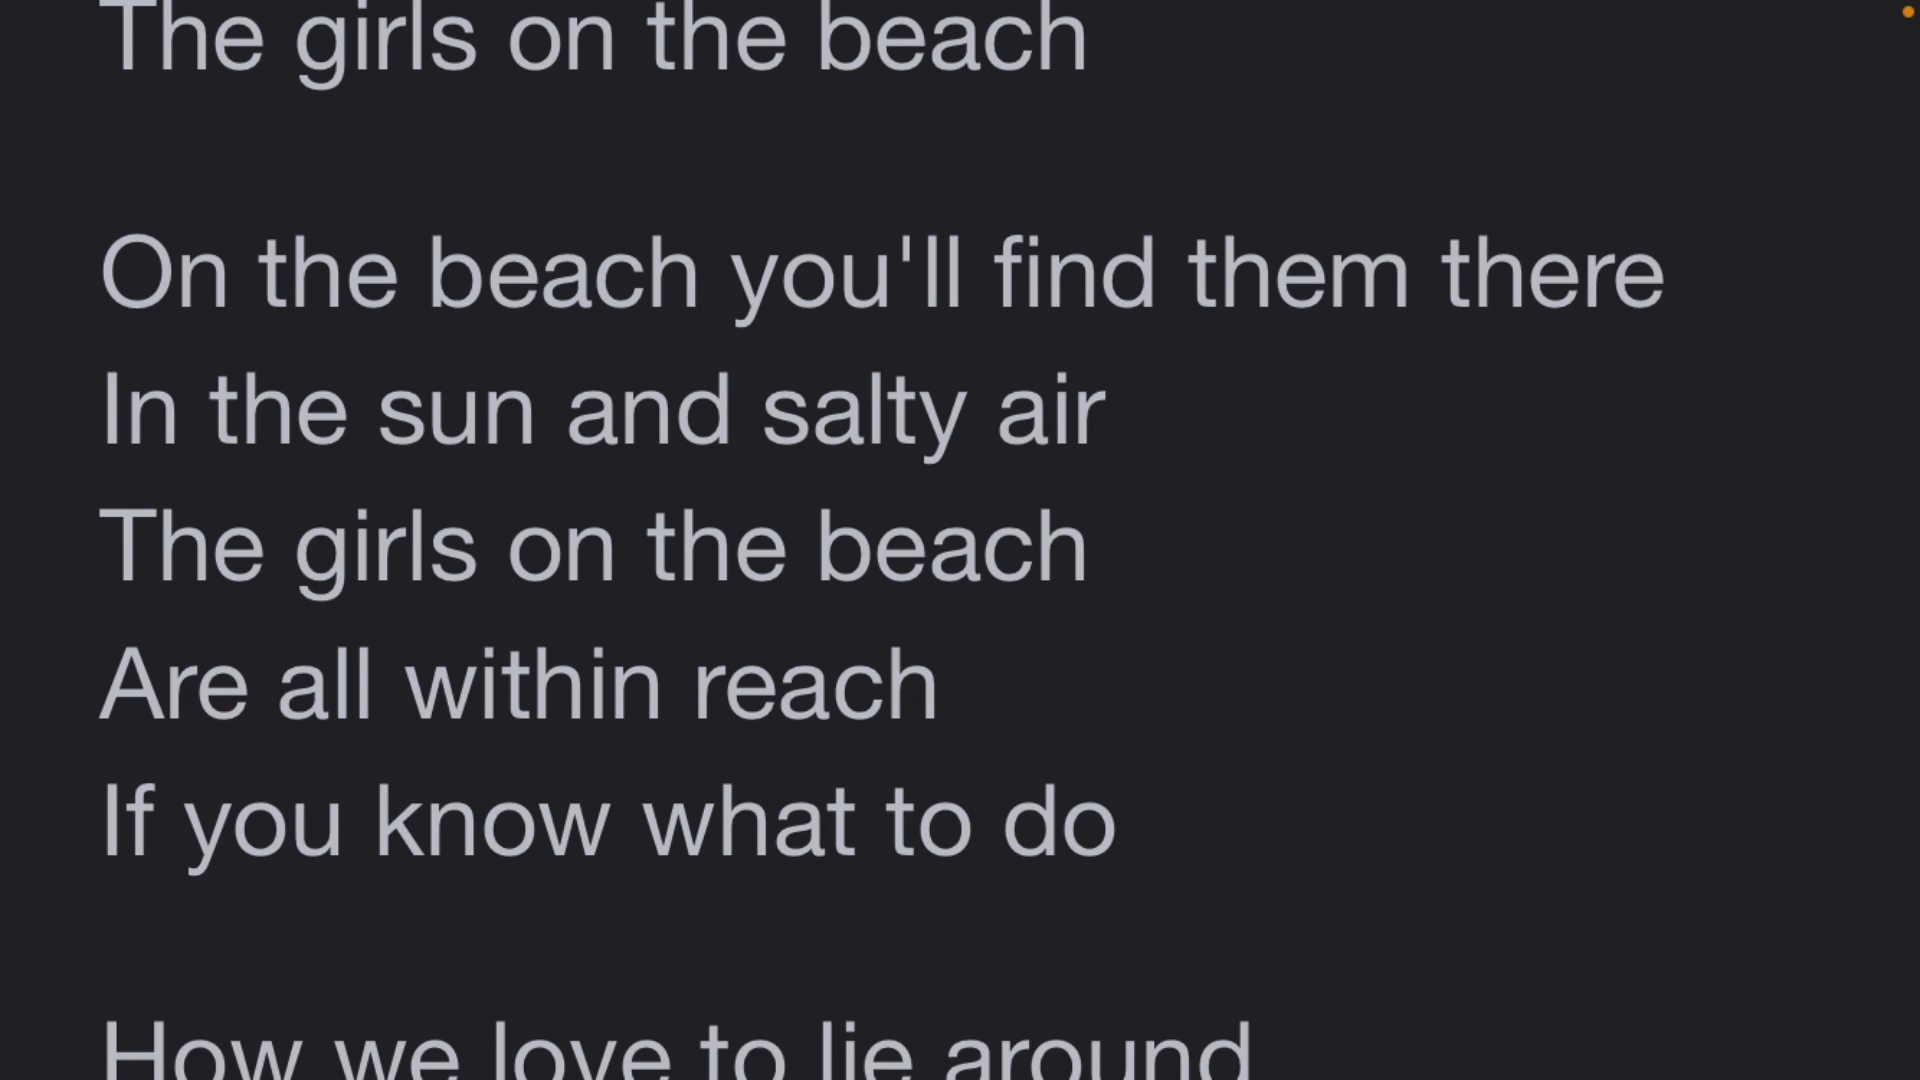 The girls on the beach
On the beach you'll find them there
In the sun and salty air
The girls on the beach
Are all within reach
If you know what to do
How we love to lie around